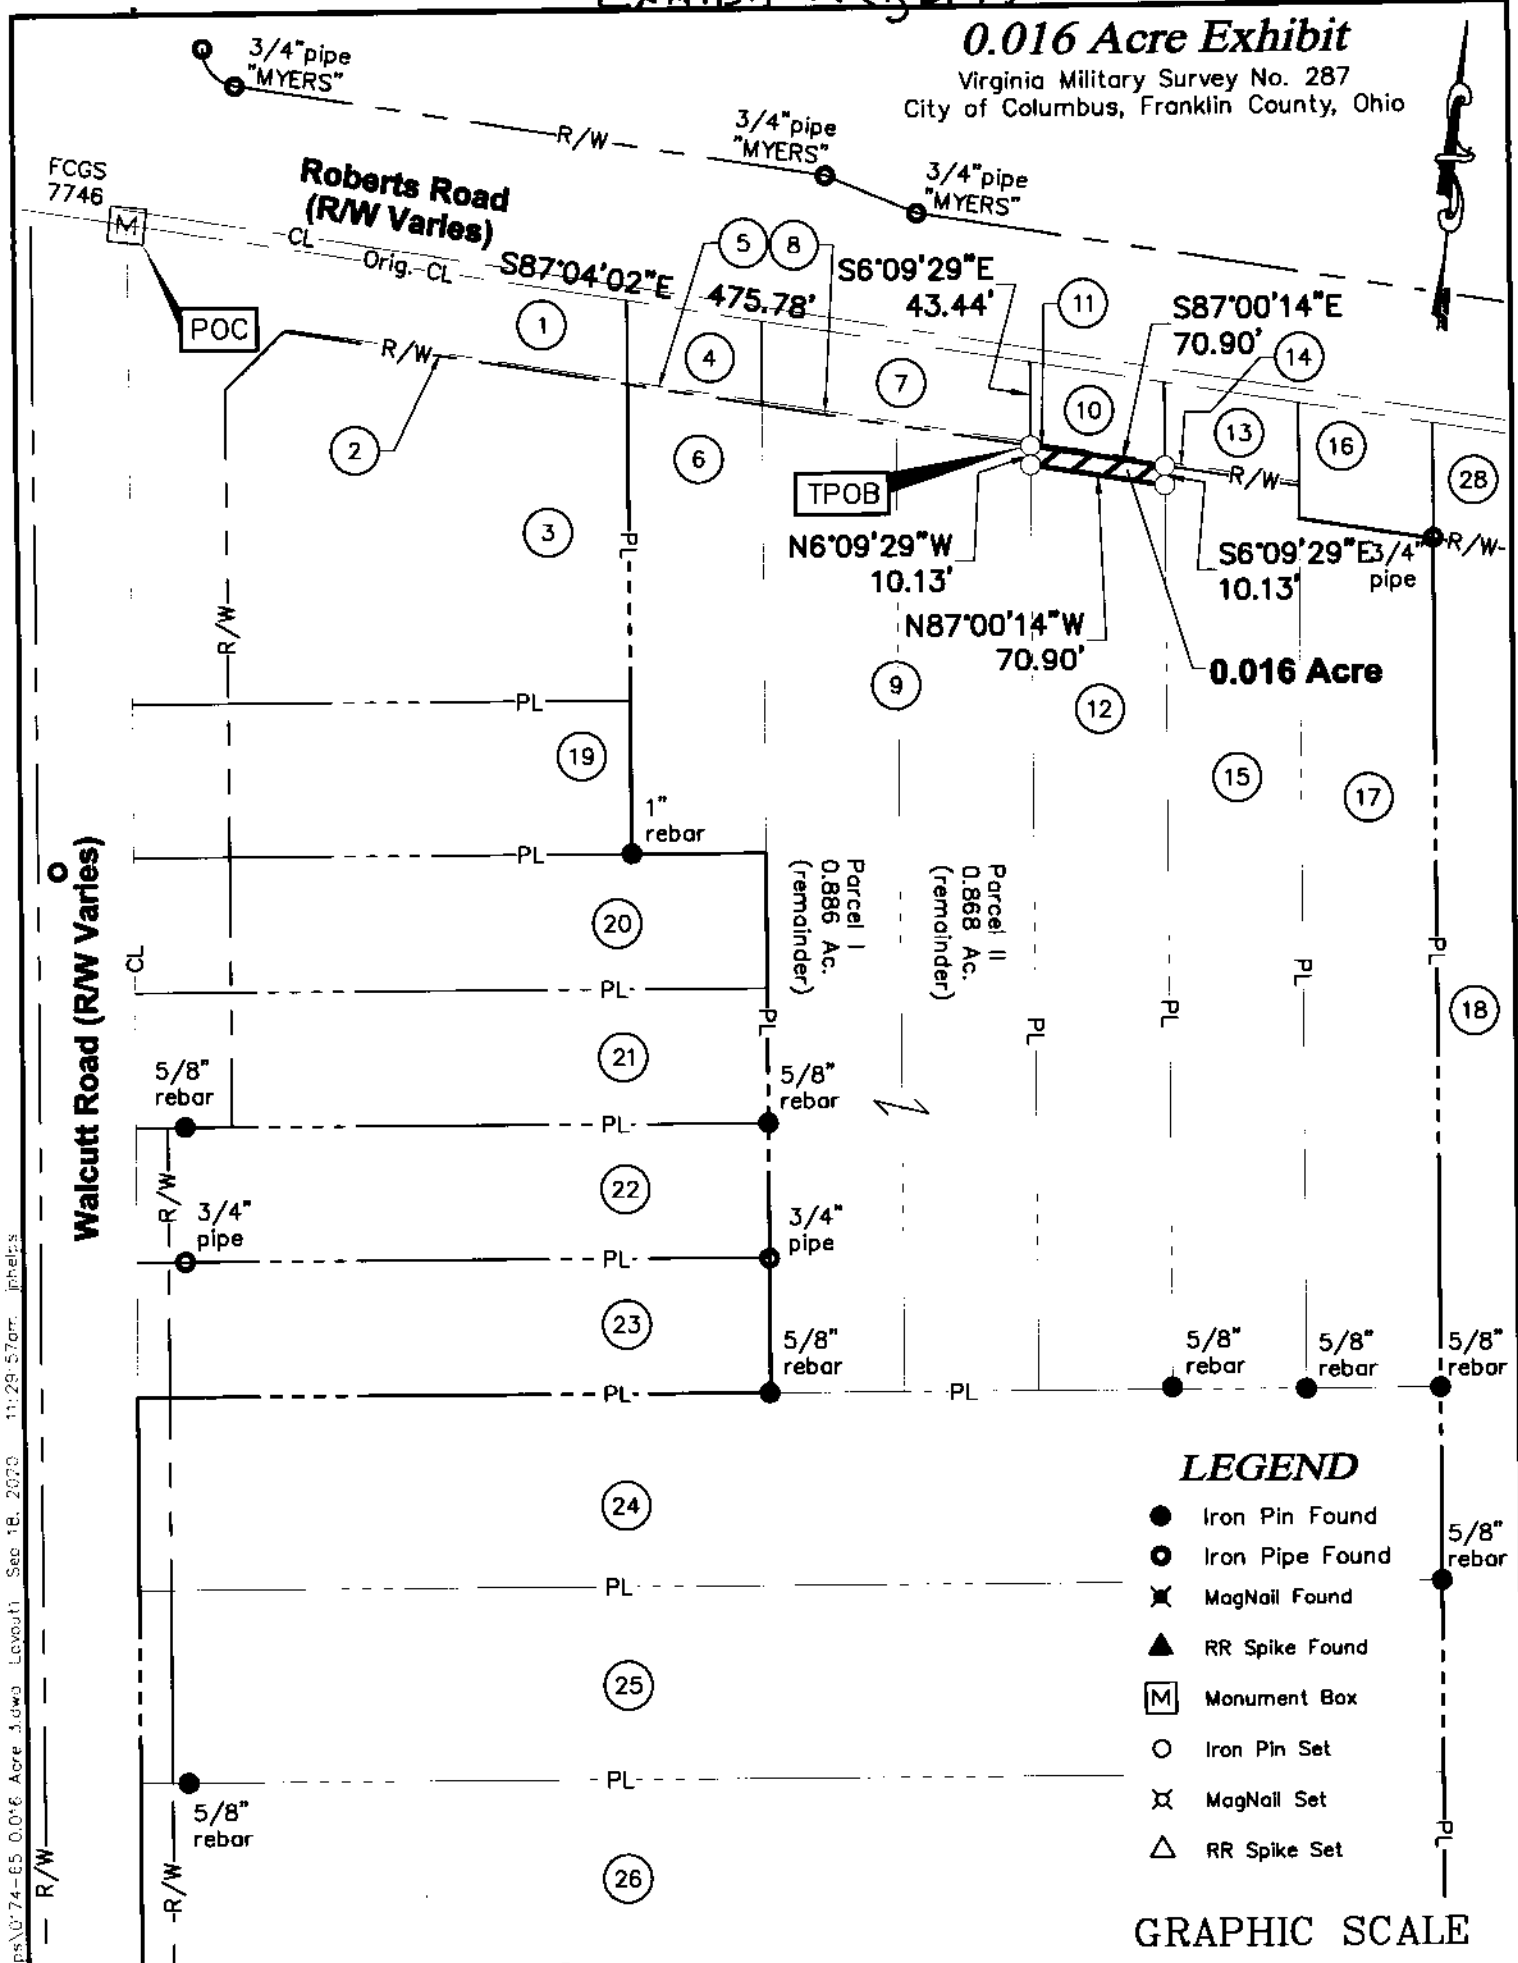 0.016 Acre Exhibit
Virginia Military Survey No. 287
City of Columbus, Franklin County, Ohio
3/4"pipe
"MYERS"
R/W
3/4"pipe
"MYERS"
3/4"pipe
"MYERS"
FCGS
7746
M
Roberts Road
(R/W Varies)
CL
Orig. CL
S87°04'02"E
475.78'
5
8
S6°09'29"E
43.44'
11
S87°00'14"E
70.90'
14
POC
1
R/W
4
7
10
13
16
28
2
6
3
TPOB
R/W
R/W
N6°09'29"W
10.13'
S6°09'29"E
10.13'
3/4"
pipe
N87°00'14"W
70.90'
0.016 Acre
PL
R/W
9
12
15
17
18
PL
19
1"
rebar
PL
Parcel I
0.886 Ac.
(remainder)
Parcel II
0.868 Ac.
(remainder)
Walcutt Road (R/W Varies)
CL
20
PL
PL
PL
PL
PL
PL
21
5/8"
rebar
5/8"
rebar
PL
22
R/W
3/4"
pipe
3/4"
pipe
PL
23
5/8"
rebar
5/8"
rebar
5/8"
rebar
5/8"
rebar
PL
PL
24
PL
5/8"
rebar
25
PL
5/8"
rebar
26
R/W
R/W
PL
LEGEND
Iron Pin Found
Iron Pipe Found
MagNail Found
RR Spike Found
M Monument Box
Iron Pin Set
MagNail Set
RR Spike Set
GRAPHIC SCALE